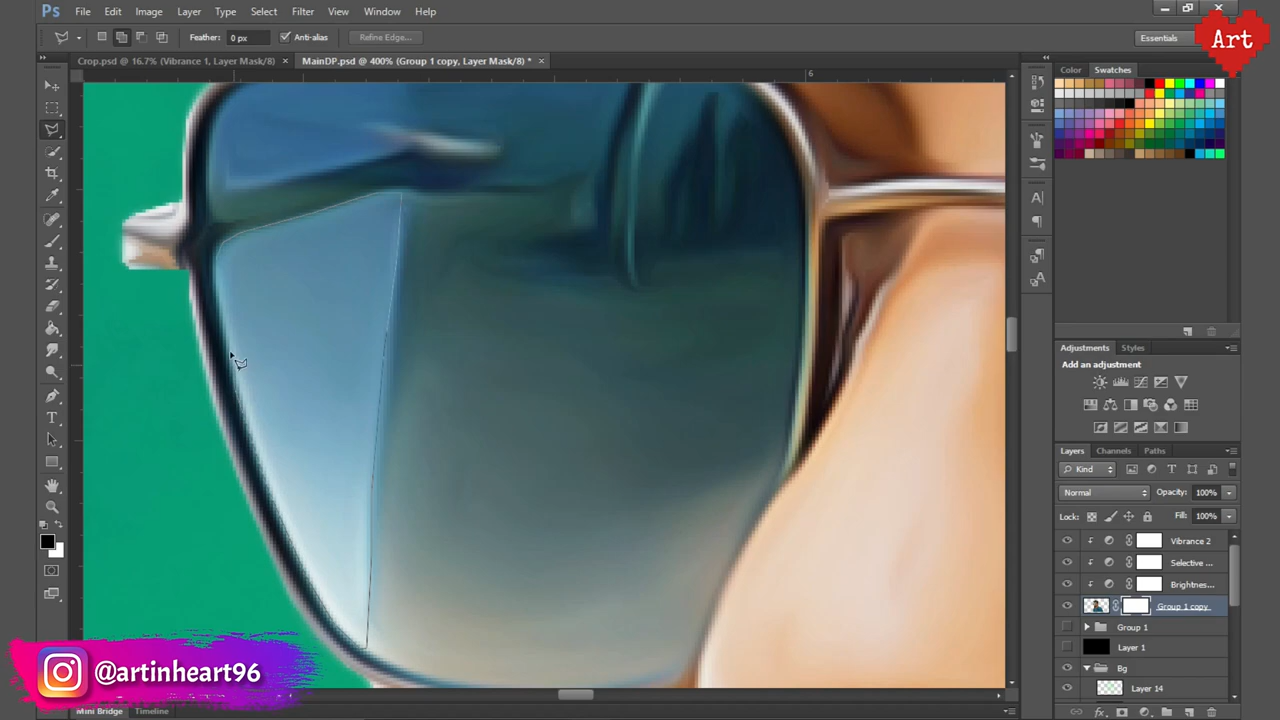 Ps File Edit Image Layer Type Select Filter View Window Help
Feather: 0 px Anti-alias Refine Edge... Essentials
Art
Crop.psd @ 16.7% (Vibrance 1, Layer Mask/8) × MainDP.psd @ 400% (Group 1 copy, Layer Mask/8) * ×
Color Swatches
6
Adjustments Styles
Add an adjustment
Layers Channels Paths
Kind
Normal Opacity: 100%
Lock: Fill: 100%
Vibrance 2
Selective ...
Brightnes...
Group 1 copy
Group 1
Layer 1
Bg
Layer 14
@artinheart96
Mini Bridge Timeline